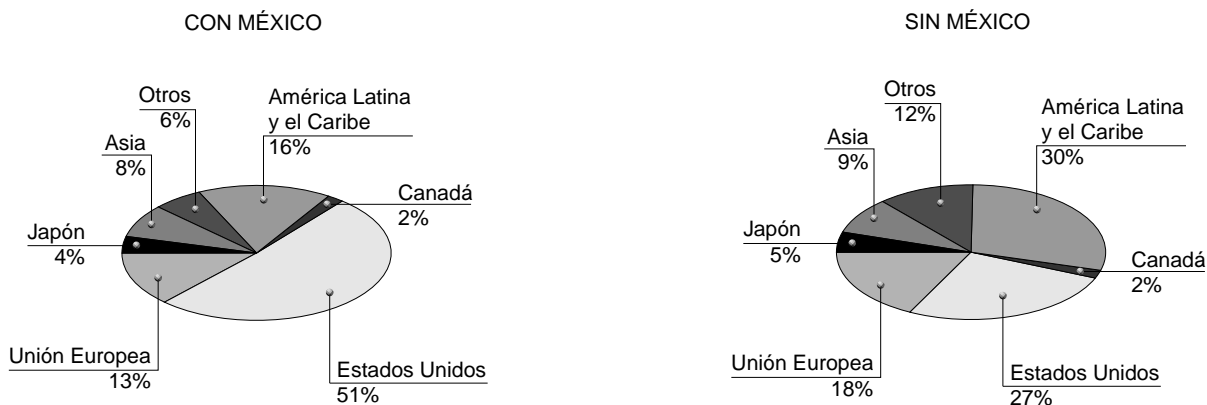 CON MÉXICO
Otros
6%
América Latina
y el Caribe
16%
Asia
8%
Canadá
2%
Japón
4%
Unión Europea
13%
Estados Unidos
51%
SIN MÉXICO
Otros
12%
América Latina
y el Caribe
30%
Asia
9%
Japón
5%
Canadá
2%
Unión Europea
18%
Estados Unidos
27%